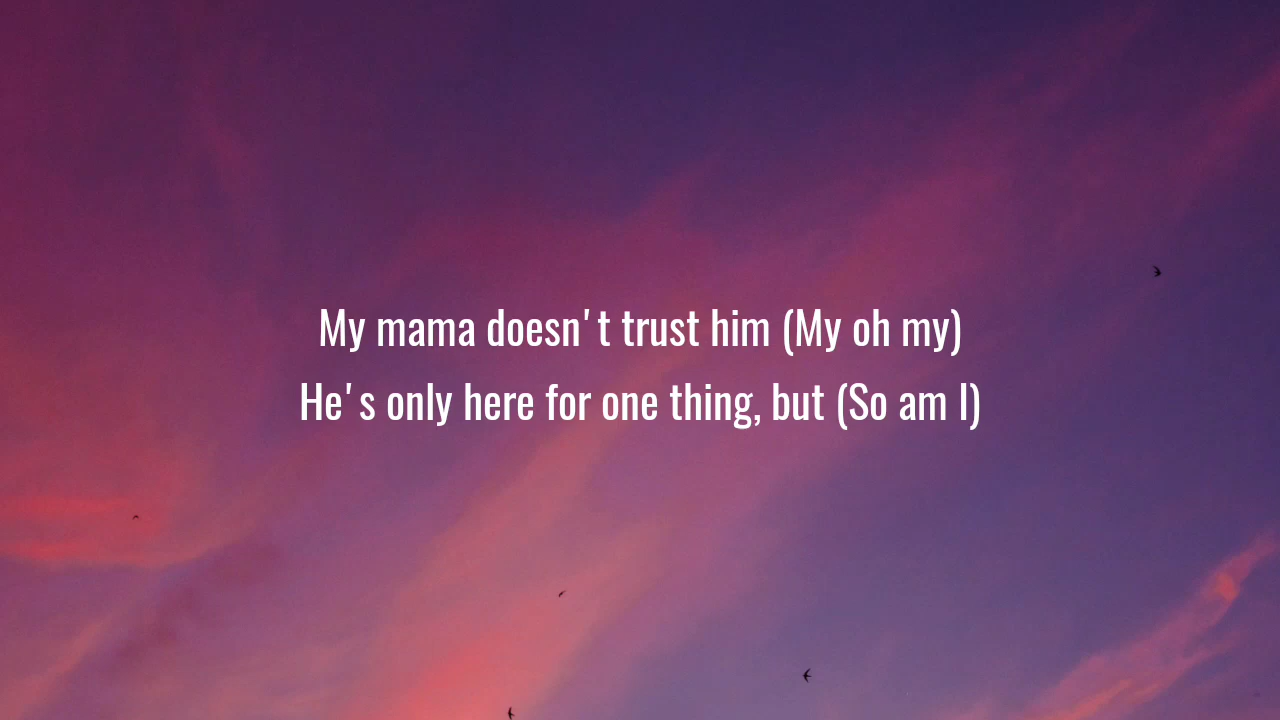 My mama doesn't trust him (My oh my)
He's only here for one thing, but (So am I)